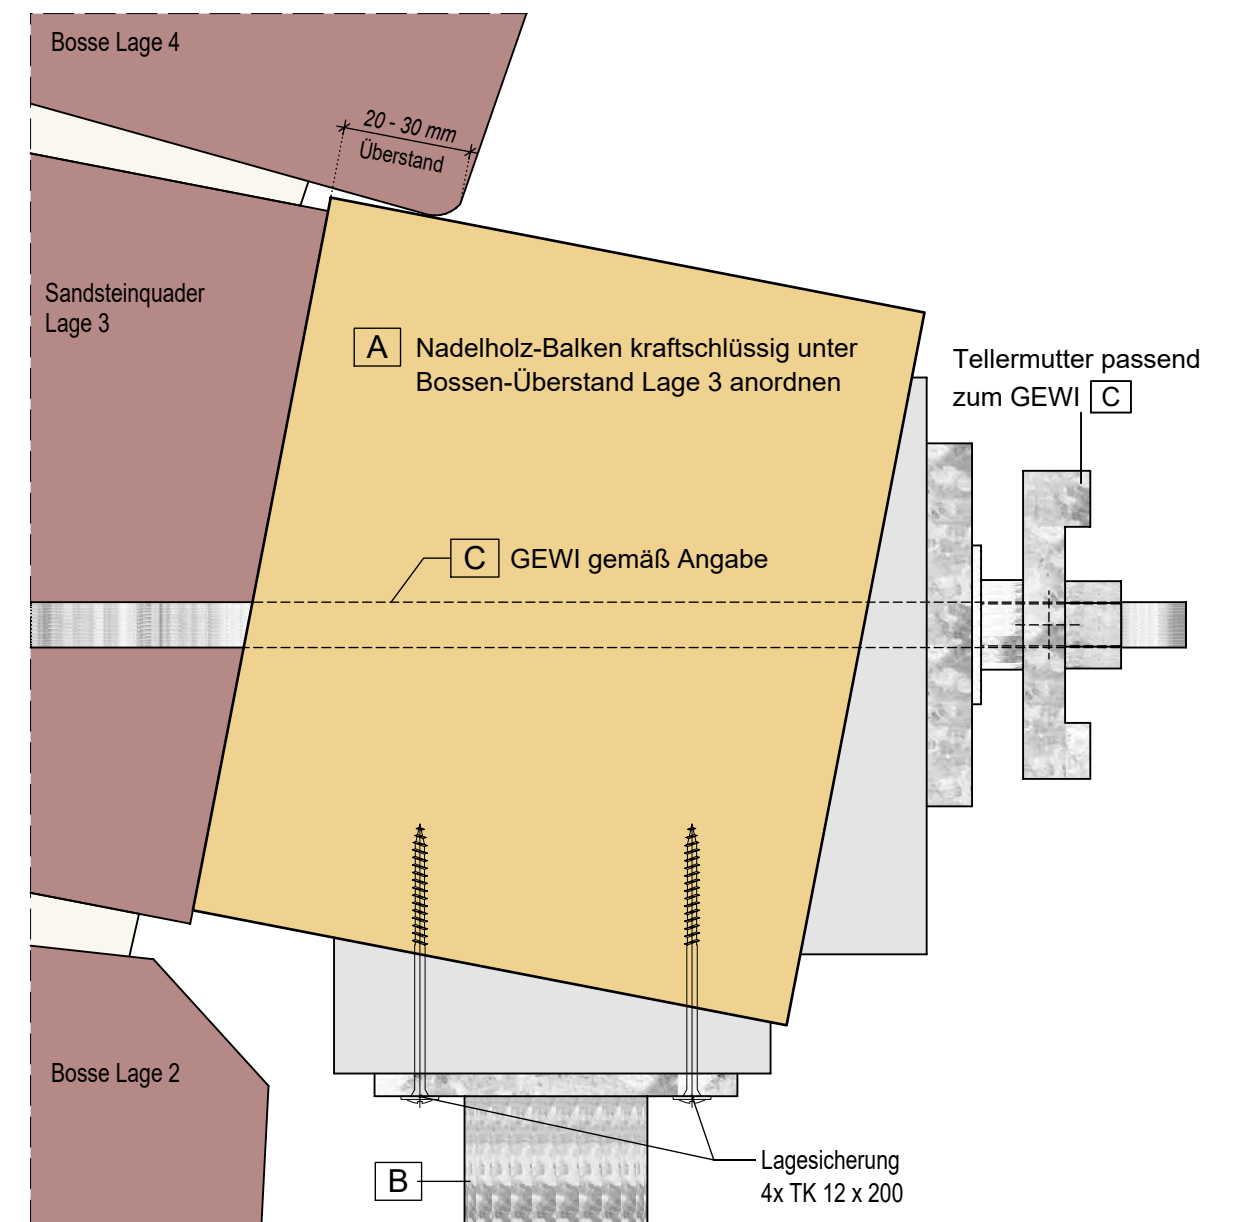 Bosse Lage 4
20 - 30 mm
Überstand
Sandsteinquader
Lage 3
A Nadelholz-Balken kraftschlüssig unter
Bossen-Überstand Lage 3 anordnen
Tellermutter passend
zum GEWI C
C GEWI gemäß Angabe
Bosse Lage 2
B
Lagesicherung
4x TK 12 x 200